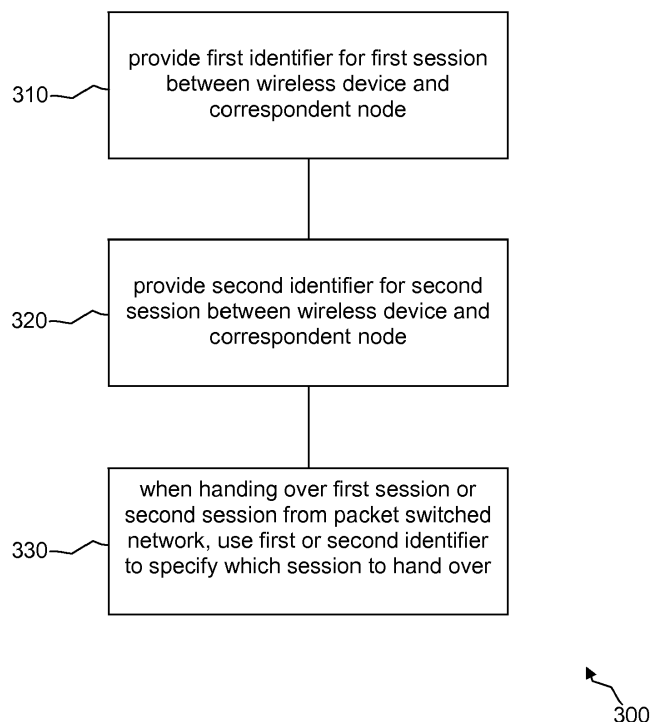 provide first identifier for first session
between wireless device and
correspondent node
310
provide second identifier for second
session between wireless device and
correspondent node
320
when handing over first session or
second session from packet switched
network, use first or second identifier
to specify which session to hand over
330
300